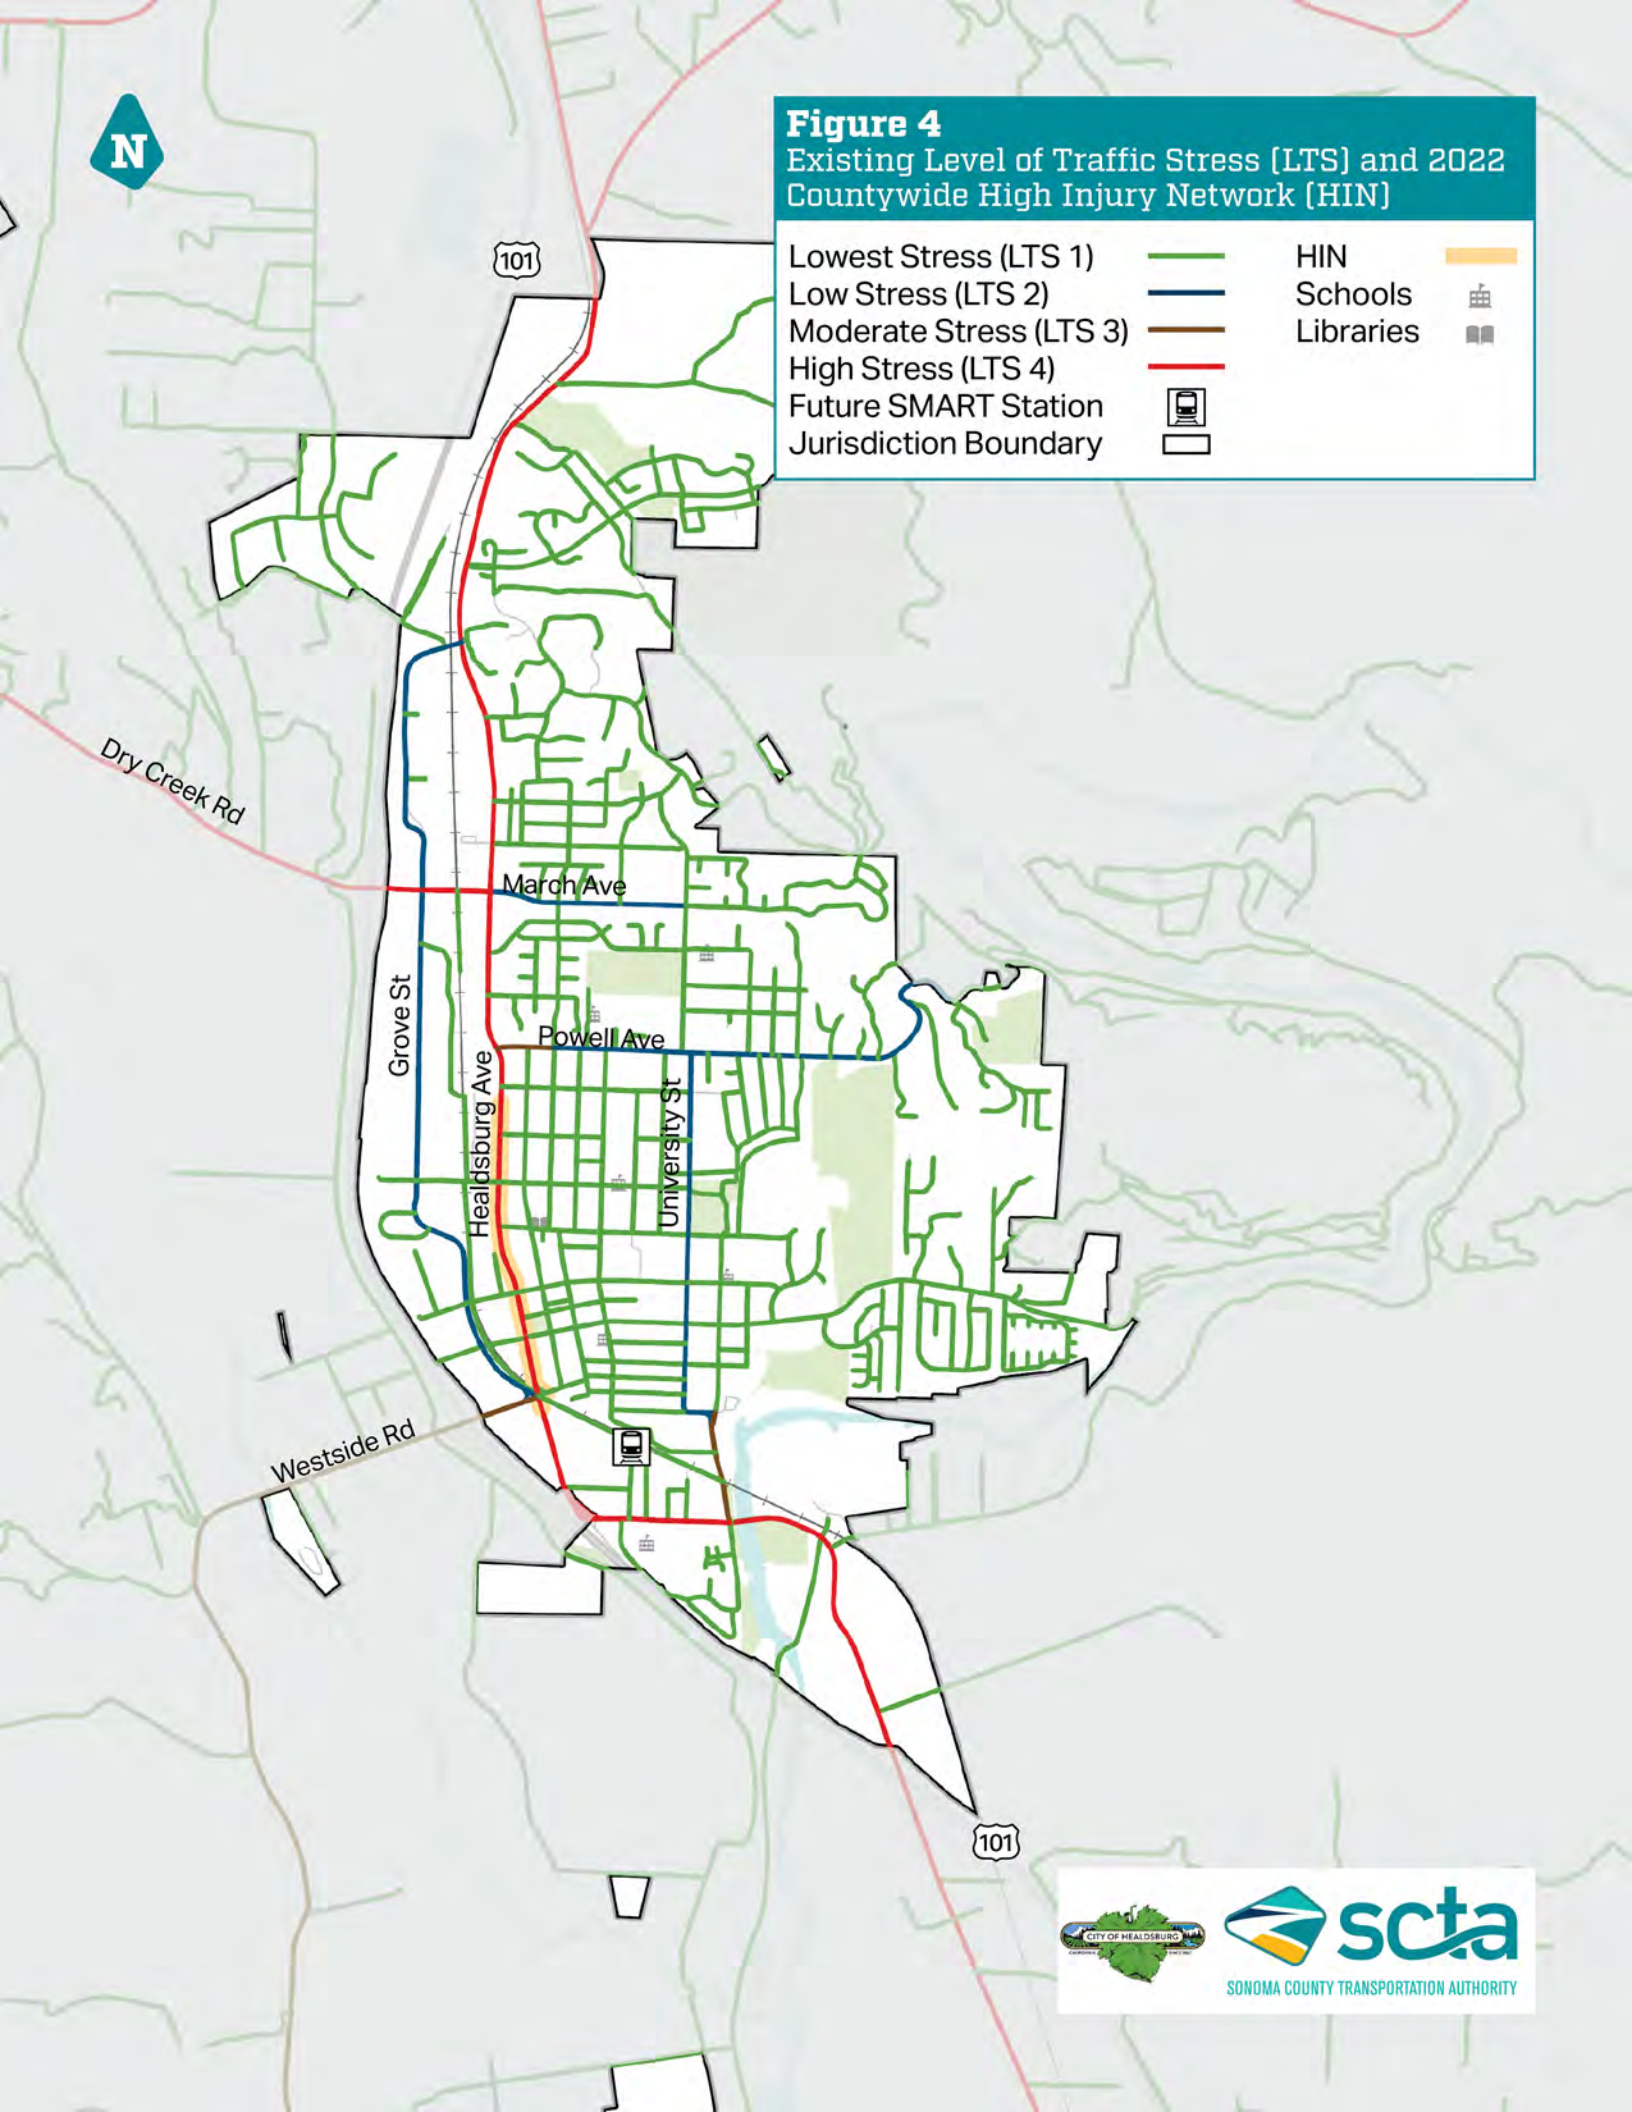 N
Figure 4
Existing Level of Traffic Stress (LTS) and 2022
Countywide High Injury Network (HIN)
Lowest Stress (LTS 1)
Low Stress (LTS 2)
Moderate Stress (LTS 3)
High Stress (LTS 4)
Future SMART Station
Jurisdiction Boundary
HIN
Schools
Libraries
101
Dry Creek Rd
March Ave
Grove St
Powell Ave
Healdsburg Ave
University St
Westside Rd
101
CITY OF HEALDSBURG
scta
SONOMA COUNTY TRANSPORTATION AUTHORITY